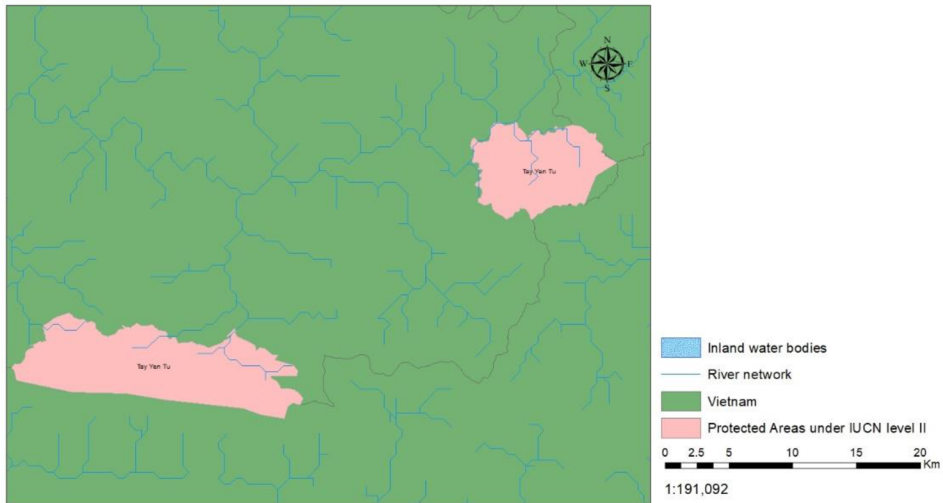 N
W E
S
Tay Yen Tu
Tay Yen Tu
Inland water bodies
River network
Vietnam
Protected Areas under IUCN level II
0 2.5 5 10 15 20
Km
1:191,092